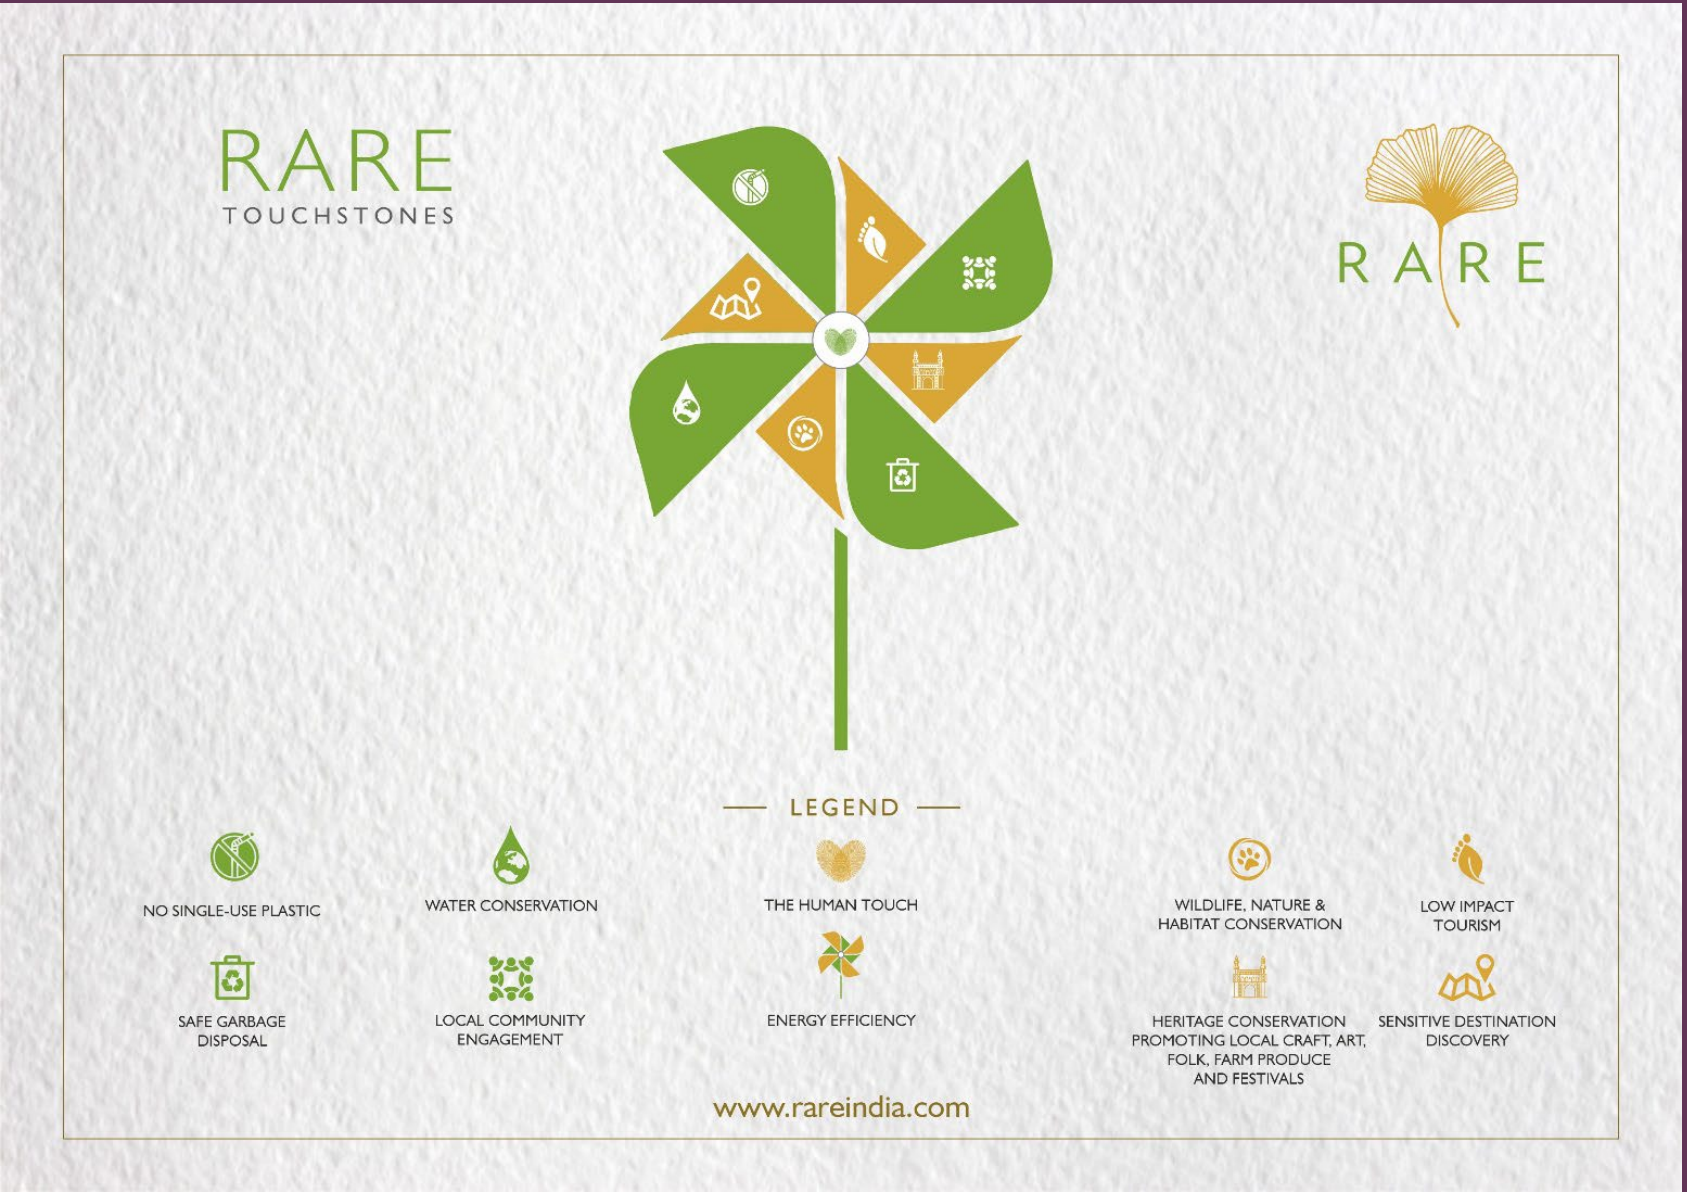 RARE
TOUCHSTONES
RARE
LEGEND
NO SINGLE-USE PLASTIC
WATER CONSERVATION
THE HUMAN TOUCH
WILDLIFE, NATURE &
HABITAT CONSERVATION
LOW IMPACT
TOURISM
SAFE GARBAGE
DISPOSAL
LOCAL COMMUNITY
ENGAGEMENT
ENERGY EFFICIENCY
HERITAGE CONSERVATION
PROMOTING LOCAL CRAFT, ART,
FOLK, FARM PRODUCE
AND FESTIVALS
SENSITIVE DESTINATION
DISCOVERY
www.rareindia.com